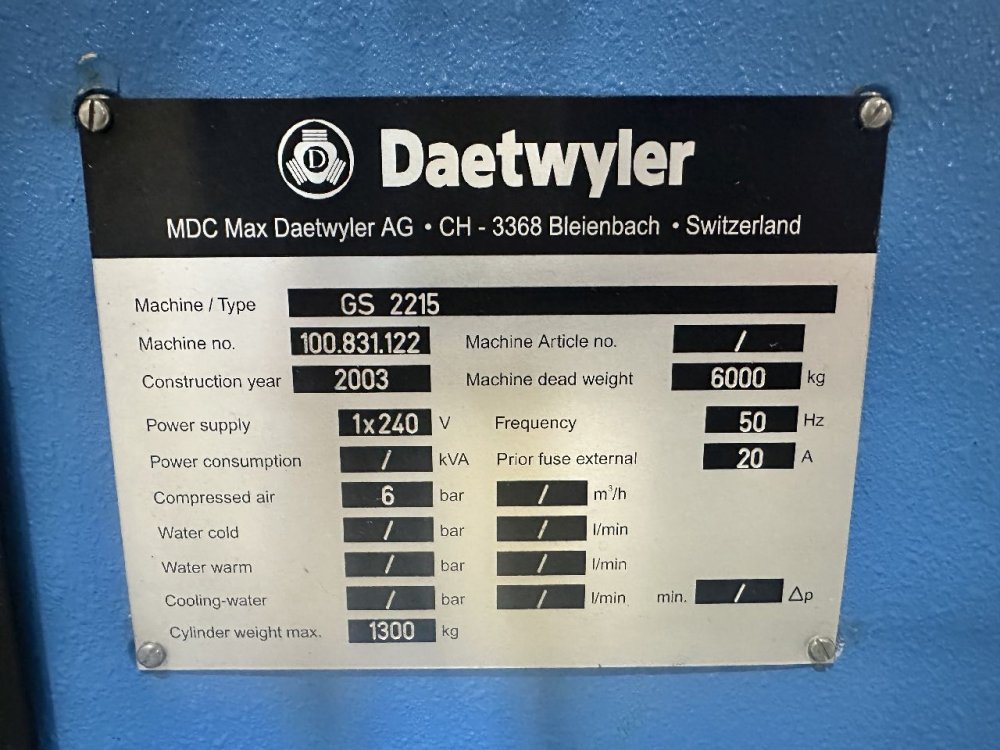 D Daetwyler
MDC Max Daetwyler AG • CH - 3368 Bleienbach • Switzerland
Machine / Type GS 2215
Machine no. 100.831.122 Machine Article no. /
Construction year 2003 Machine dead weight 6000 kg
Power supply 1x240 V Frequency 50 Hz
Power consumption / kVA Prior fuse external 20 A
Compressed air 6 bar / m³/h
Water cold / bar / l/min
Water warm / bar / l/min
Cooling-water / bar / l/min min. / Δp
Cylinder weight max. 1300 kg